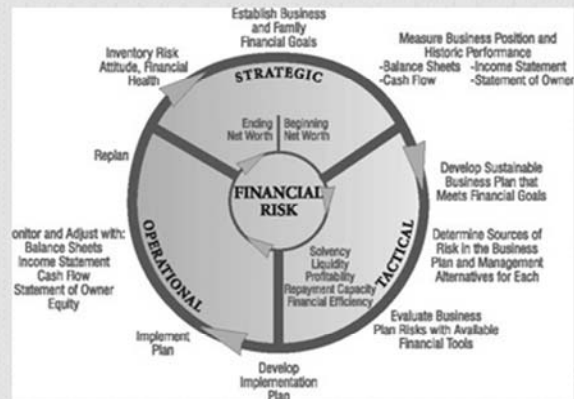 Establish Business
and Family
Financial Goals
Measure Business Position and
Historic Performance
-Balance Sheets -Income Statement
-Cash Flow -Statement of Owner
Inventory Risk
Attitude, Financial
Health
STRATEGIC
Ending
Net Worth
Beginning
Net Worth
Replan
FINANCIAL
RISK
Develop Sustainable
Business Plan that
Meets Financial Goals
onitor and Adjust with:
Balance Sheets
Income Statement
Cash Flow
Statement of Owner
Equity
OPERATIONAL
Solvency
Liquidity
Profitability
Repayment Capacity
Financial Efficiency
TACTICAL
Determine Sources of
Risk in the Business
Plan and Management
Alternatives for Each
Evaluate Business
Plan Risks with Available
Financial Tools
Implement
Plan
Develop
Implementation
Plan